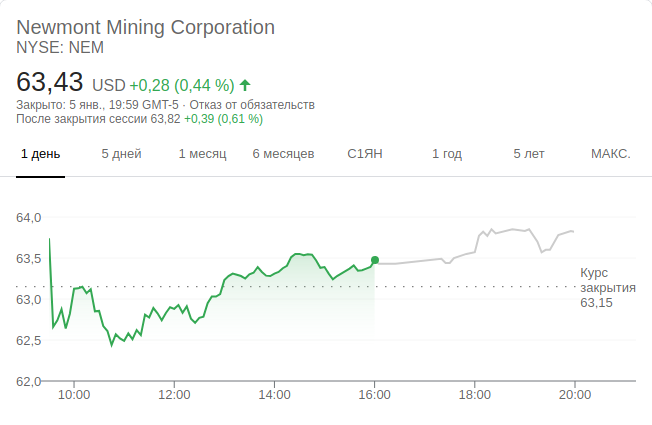 Newmont Mining Corporation
NYSE: NEM
63,43 USD +0,28 (0,44 %)
Закрыто: 5 янв., 19:59 GMT-5 · Отказ от обязательств
После закрытия сессии 63,82 +0,39 (0,61 %)
1 день 5 дней 1 месяц 6 месяцев С1ЯН 1 год 5 лет МАКС.
64,0
63,5
Курс
закрытия
63,15
63,0
62,5
62,0
10:00 12:00 14:00 16:00 18:00 20:00